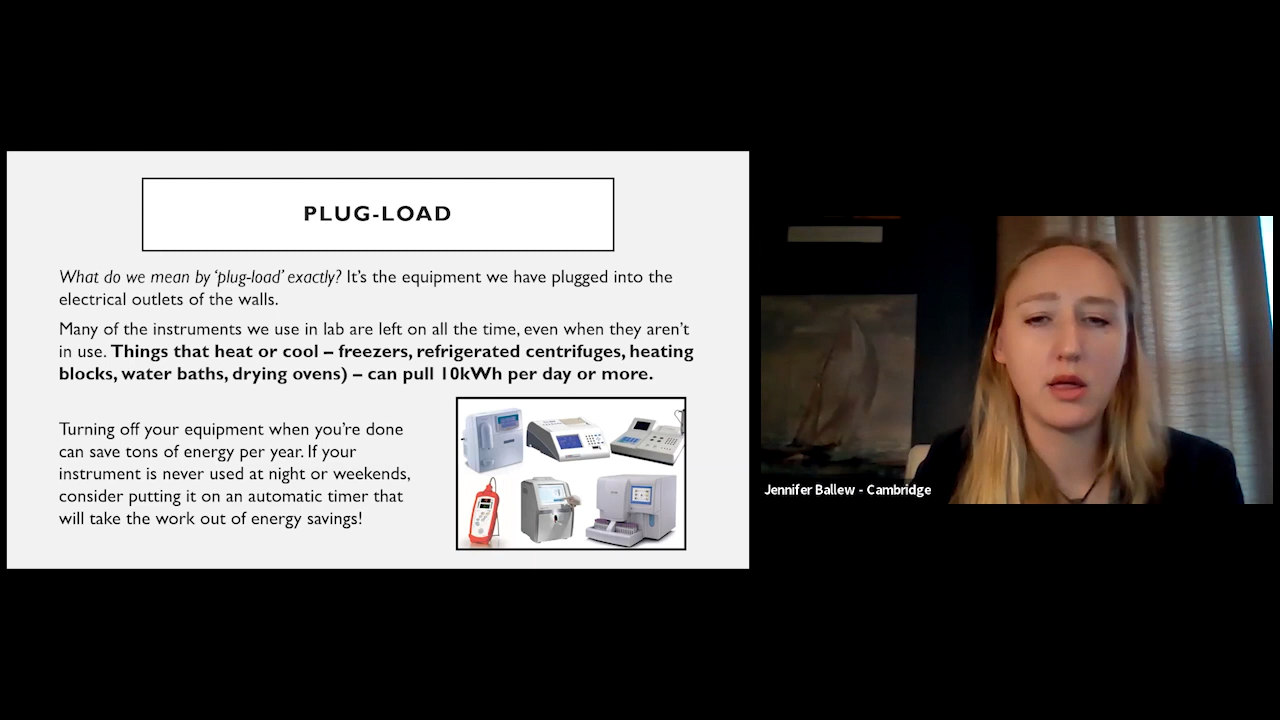 PLUG-LOAD
What do we mean by ‘plug-load’ exactly? It’s the equipment we have plugged into the
electrical outlets of the walls.
Many of the instruments we use in lab are left on all the time, even when they aren’t
in use. Things that heat or cool – freezers, refrigerated centrifuges, heating
blocks, water baths, drying ovens) – can pull 10kWh per day or more.
Turning off your equipment when you’re done
can save tons of energy per year. If your
instrument is never used at night or weekends,
consider putting it on an automatic timer that
will take the work out of energy savings!
Jennifer Ballew - Cambridge